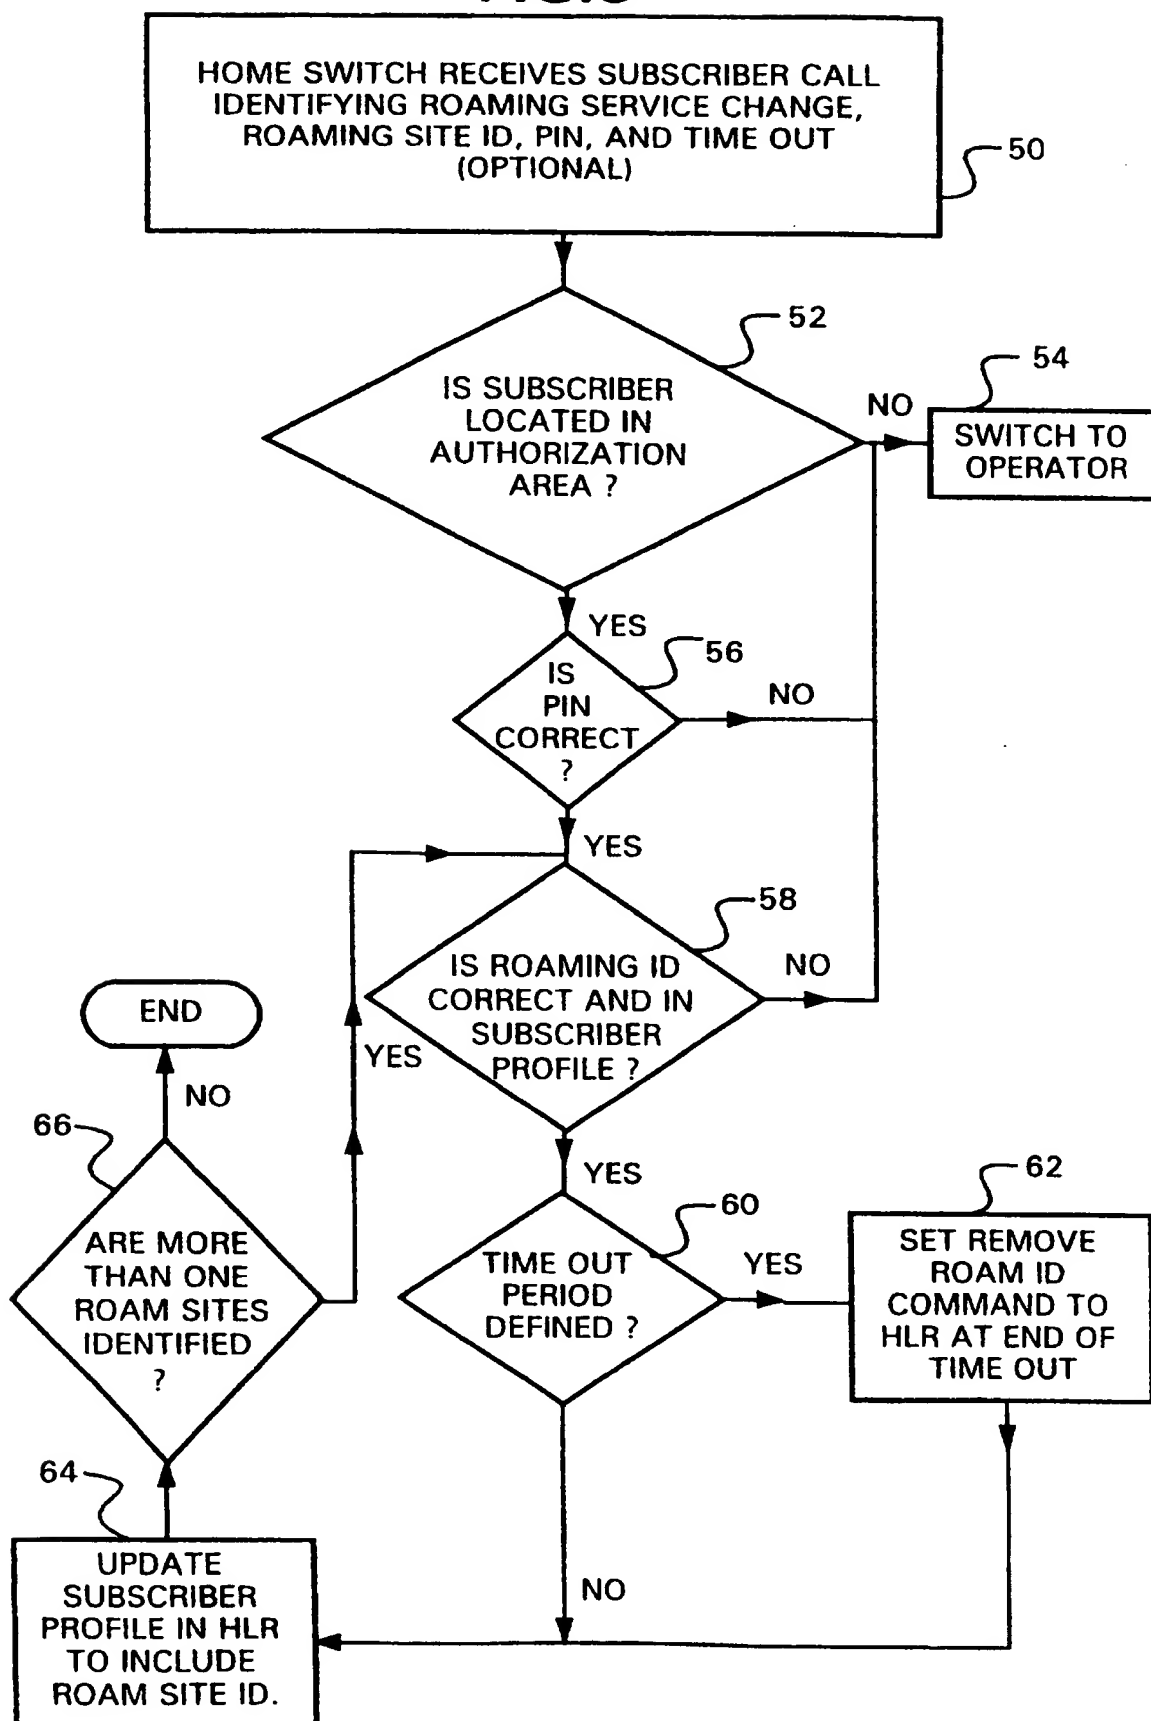 HOME SWITCH RECEIVES SUBSCRIBER CALL
IDENTIFYING ROAMING SERVICE CHANGE,
ROAMING SITE ID, PIN, AND TIME OUT
(OPTIONAL)
50
52
IS SUBSCRIBER
LOCATED IN
AUTHORIZATION
AREA ?
NO
54
SWITCH TO
OPERATOR
YES
56
IS
PIN
CORRECT
?
NO
YES
58
IS ROAMING ID
CORRECT AND IN
SUBSCRIBER
PROFILE ?
NO
END
YES
NO
66
ARE MORE
THAN ONE
ROAM SITES
IDENTIFIED
?
YES
60
TIME OUT
PERIOD
DEFINED ?
YES
62
SET REMOVE
ROAM ID
COMMAND TO
HLR AT END OF
TIME OUT
NO
64
UPDATE
SUBSCRIBER
PROFILE IN HLR
TO INCLUDE
ROAM SITE ID.